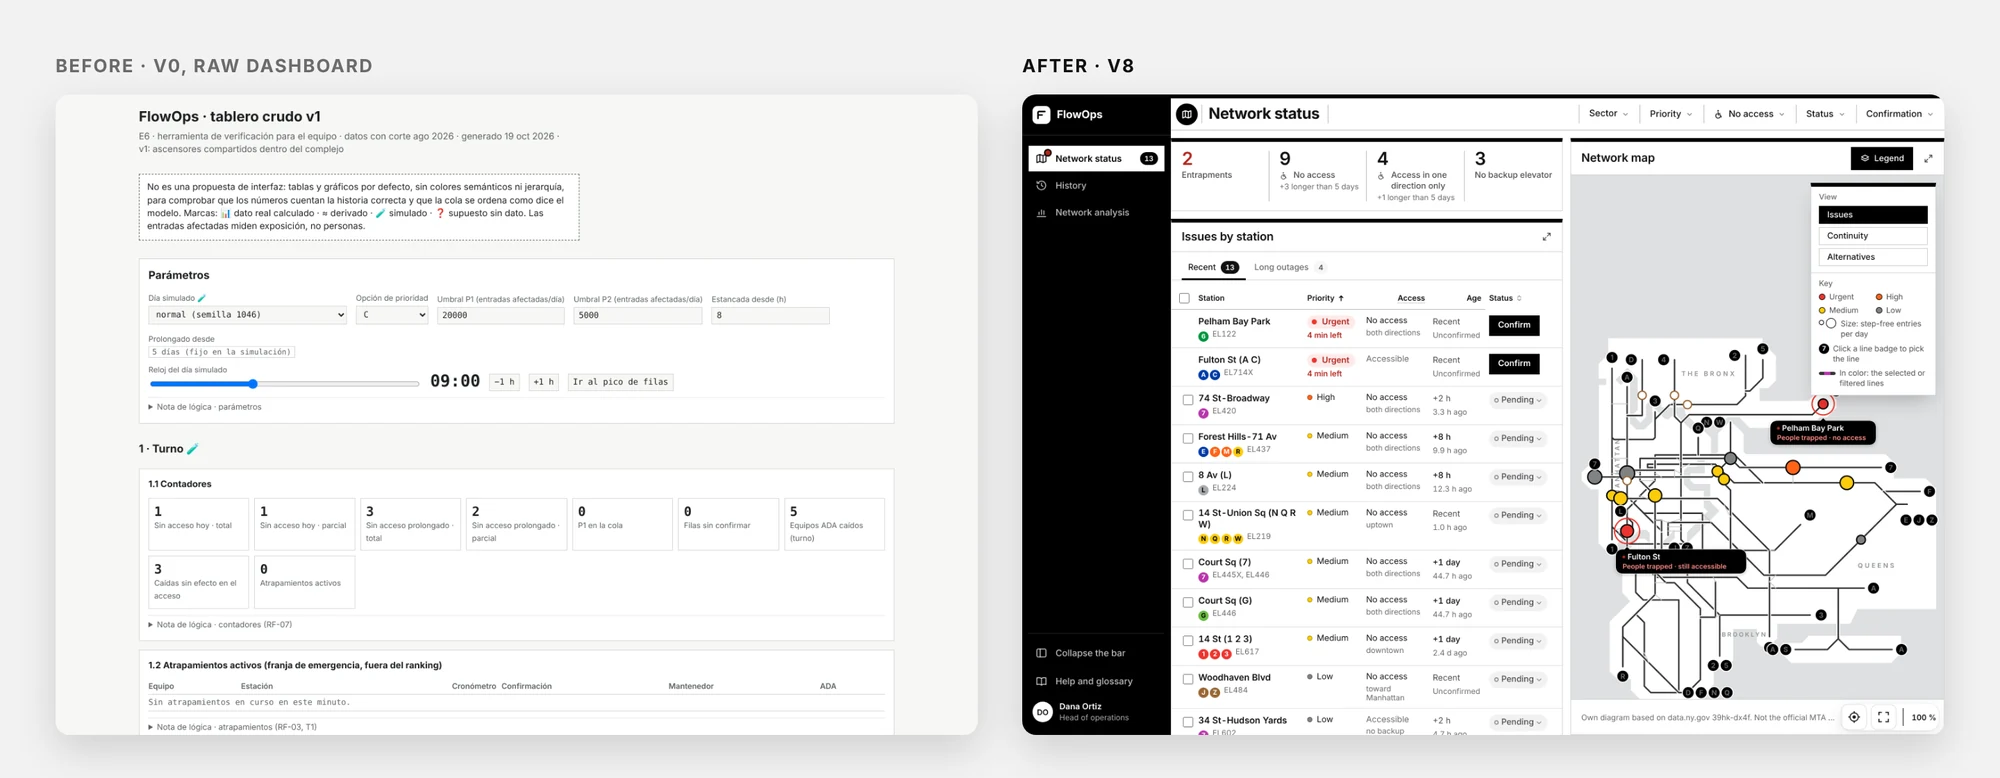 BEFORE · V0, RAW DASHBOARD
FlowOps · tablero crudo v1
E6 · herramienta de verificación para el equipo · datos con corte ago 2026 · generado 19 oct 2026 ·
v1: ascensores compartidos dentro del complejo
No es una propuesta de interfaz: tablas y gráficos por defecto, sin colores semánticos ni jerarquía,
para comprobar que los números cuentan la historia correcta y que la cola se ordena como dice el
modelo. Marcas: 📊 dato real calculado · ≈ derivado · 🧪 simulado · ❓ supuesto sin dato. Las
entradas afectadas miden exposición, no personas.
Parámetros
Día simulado 🧪
normal (semilla 1046)
Opción de prioridad
C
Umbral P1 (entradas afectadas/día)
20000
Umbral P2 (entradas afectadas/día)
5000
Estancada desde (h)
8
Prolongado desde
5 días (fijo en la simulación)
Reloj del día simulado
09:00
−1 h
+1 h
Ir al pico de filas
▶ Nota de lógica · parámetros
1 · Turno 🧪
1.1 Contadores
1
Sin acceso hoy · total
1
Sin acceso hoy · parcial
3
Sin acceso prolongado ·
total
2
Sin acceso prolongado ·
parcial
0
P1 en la cola
0
Filas sin confirmar
5
Equipos ADA caídos
(turno)
3
Caídas sin efecto en el
acceso
0
Atrapamientos activos
▶ Nota de lógica · contadores (RF-07)
1.2 Atrapamientos activos (franja de emergencia, fuera del ranking)
Equipo Estación Cronómetro Confirmación Mantenedor ADA
Sin atrapamientos en curso en este minuto.
▶ Nota de lógica · atrapamientos (RF-03, T1)
AFTER · V8
FlowOps
Network status 13
History
Network analysis
Collapse the bar
Help and glossary
DO
Dana Ortiz
Head of operations
Network status
Sector
Priority
No access
Status
Confirmation
2
Entrapments
9
No access
+3 longer than 5 days
4
Access in one
direction only
+1 longer than 5 days
3
No backup elevator
Issues by station
Recent 13
Long outages 4
Station Priority ↑ Access Age Status
Pelham Bay Park Urgent No access Recent Confirm
6 EL122 4 min left both directions Unconfirmed
Fulton St (A C) Urgent Accessible Recent Confirm
A C EL714X 4 min left Unconfirmed
74 St-Broadway High No access +2 h Pending
7 EL420 both directions 3.3 h ago
Forest Hills-71 Av Medium No access +8 h Pending
E F M R EL437 both directions 9.9 h ago
8 Av (L) Medium No access +8 h Pending
L EL224 both directions 12.3 h ago
14 St-Union Sq (N Q R Medium No access Recent Pending
W) uptown 1.0 h ago
N Q R W EL219
Court Sq (7) Medium No access +1 day Pending
7 EL445X, EL446 both directions 44.7 h ago
Court Sq (G) Medium No access +1 day Pending
G EL446 both directions 44.7 h ago
14 St (1 2 3) Medium No access +1 day Pending
1 2 3 EL617 downtown 2.4 d ago
Woodhaven Blvd Low No access Recent Pending
J Z EL484 toward Unconfirmed
Manhattan
34 St-Hudson Yards Low Accessible +2 h Pending
7 EL602 no backup 4.7 h ago
Network map
Legend
View
Issues
Continuity
Alternatives
Key
Urgent High
Medium Low
Size: step-free entries
per day
7 Click a line badge to pick
the line
In color: the selected or
filtered lines
THE BRONX
Pelham Bay Park
People trapped · no access
Fulton St
People trapped · still accessible
QUEENS
BROOKLYN
Own diagram based on data.ny.gov 39hk-dx4f. Not the official MTA ...
100 %